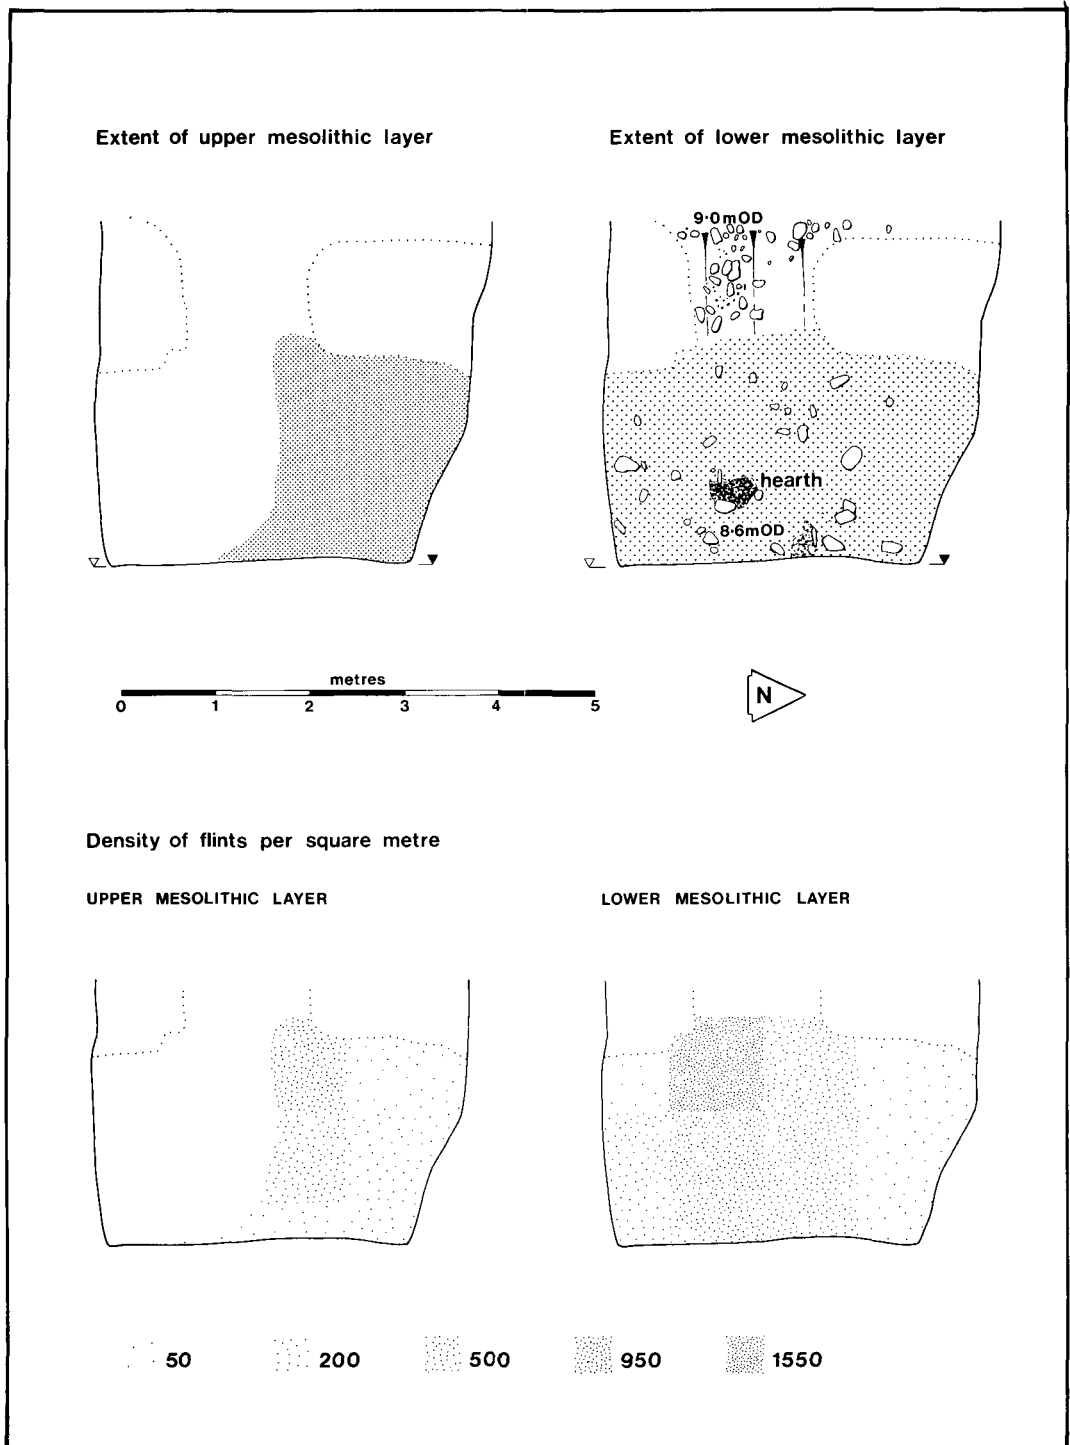 Extent of upper mesolithic layer
Extent of lower mesolithic layer
9·0mOD
hearth
8·6mOD
metres
0 1 2 3 4 5
N
Density of flints per square metre
UPPER MESOLITHIC LAYER
LOWER MESOLITHIC LAYER
50 200 500 950 1550